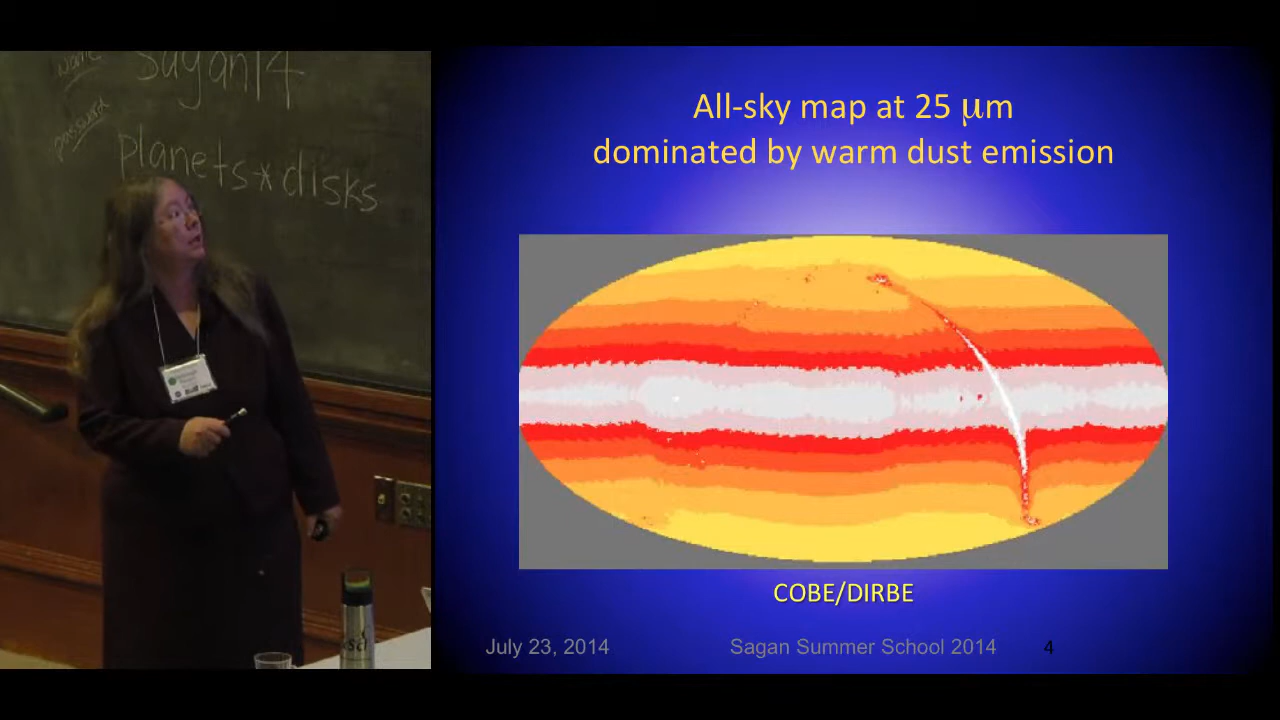 Name
Sagan14
password
planets*disks
All-sky map at 25 μm
dominated by warm dust emission
COBE/DIRBE
July 23, 2014
Sagan Summer School 2014
4